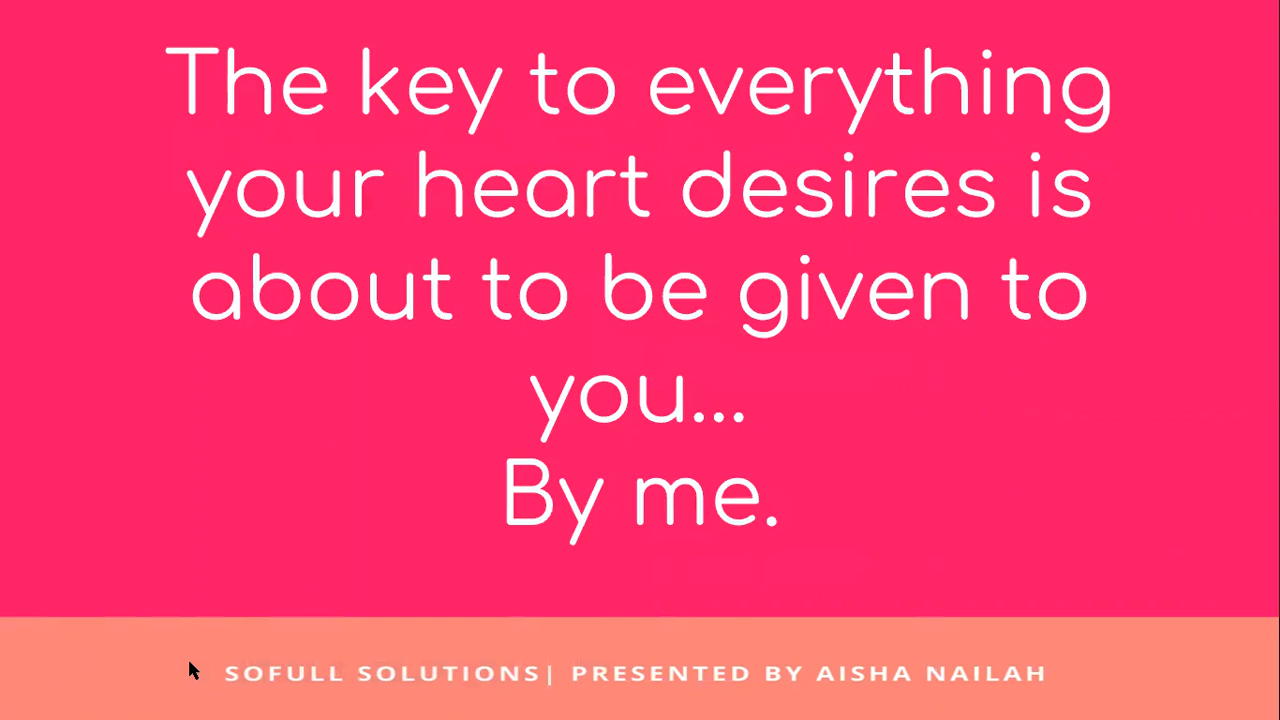 The key to everything
your heart desires is
about to be given to
you...
By me.
SOFULL SOLUTIONS| PRESENTED BY AISHA NAILAH